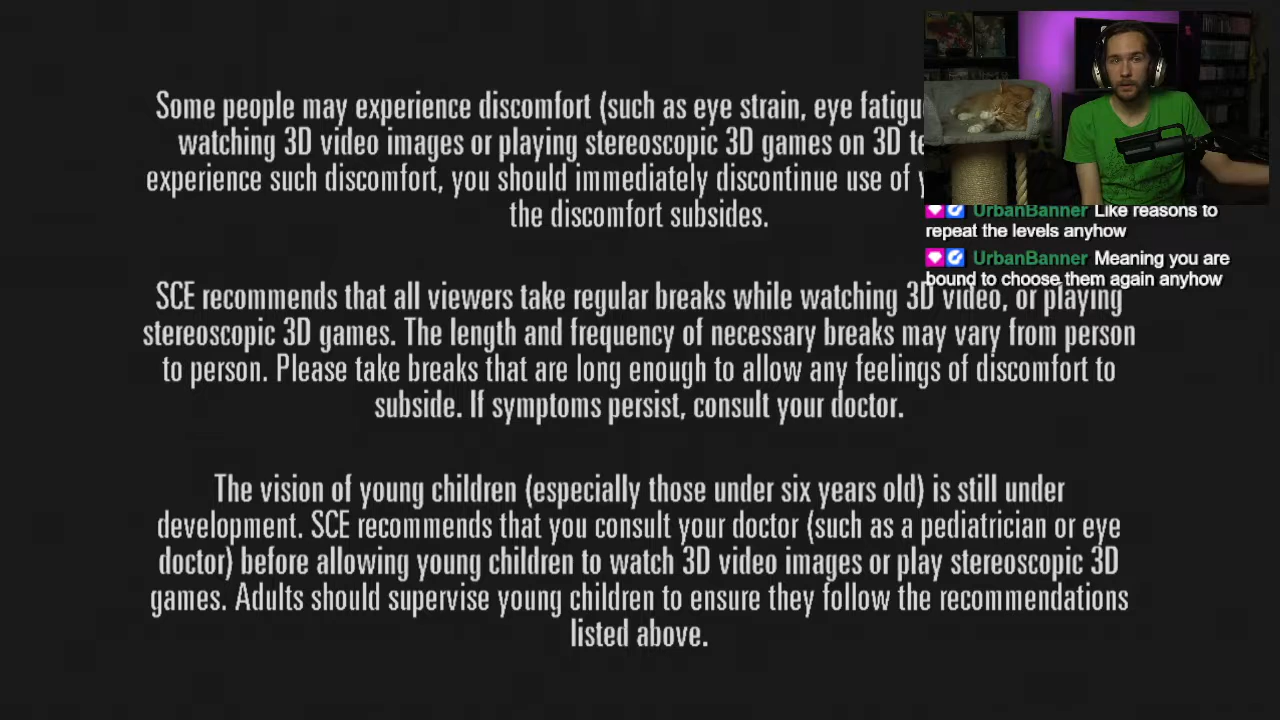 Some people may experience discomfort (such as eye strain, eye
watching 3D video images or playing stereoscopic 3D games on 3D
experience such discomfort, you should immediately discontinue use of
the discomfort subsides.
UrbanBanner Like reasons to
repeat the levels anyhow
UrbanBanner Meaning you are
bound to choose them again anyhow
SCE recommends that all viewers take regular breaks while watching 3D video, or playing
stereoscopic 3D games. The length and frequency of necessary breaks may vary from person
to person. Please take breaks that are long enough to allow any feelings of discomfort to
subside. If symptoms persist, consult your doctor.
The vision of young children (especially those under six years old) is still under
development. SCE recommends that you consult your doctor (such as a pediatrician or eye
doctor) before allowing young children to watch 3D video images or play stereoscopic 3D
games. Adults should supervise young children to ensure they follow the recommendations
listed above.